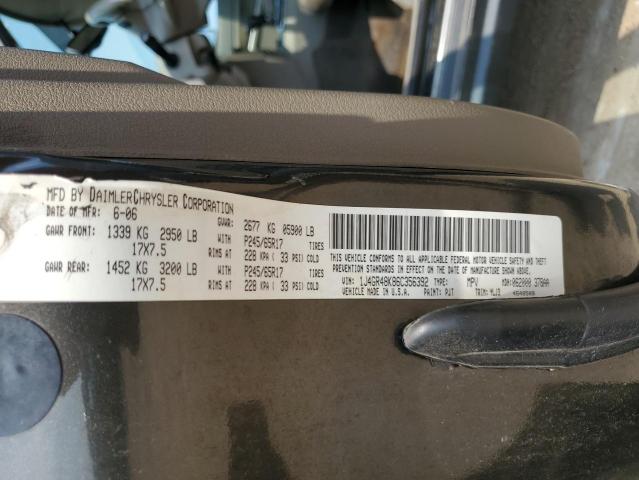 MFD BY DAIMLERCHRYSLER CORPORATION
DATE OF MFR: 6-06 GVWR: 2677 KG 05900 LB
GAWR FRONT: 1339 KG 2950 LB WITH P245/65R17 TIRES
17X7.5 RIMS AT 228 KPA ( 33 PSI) COLD
GAWR REAR: 1452 KG 3200 LB WITH P245/65R17 TIRES
17X7.5 RIMS AT 228 KPA ( 33 PSI) COLD
THIS VEHICLE CONFORMS TO ALL APPLICABLE FEDERAL MOTOR VEHICLE SAFETY AND THEFT
PREVENTION STANDARDS IN EFFECT ON THE DATE OF MANUFACTURE SHOWN ABOVE.
VIN: 1J4GR48K86C356392 TYPE: MPV MDH: 062000 378AA
VEHICLE MADE IN U.S.A. PAINT: PJT TRIM: